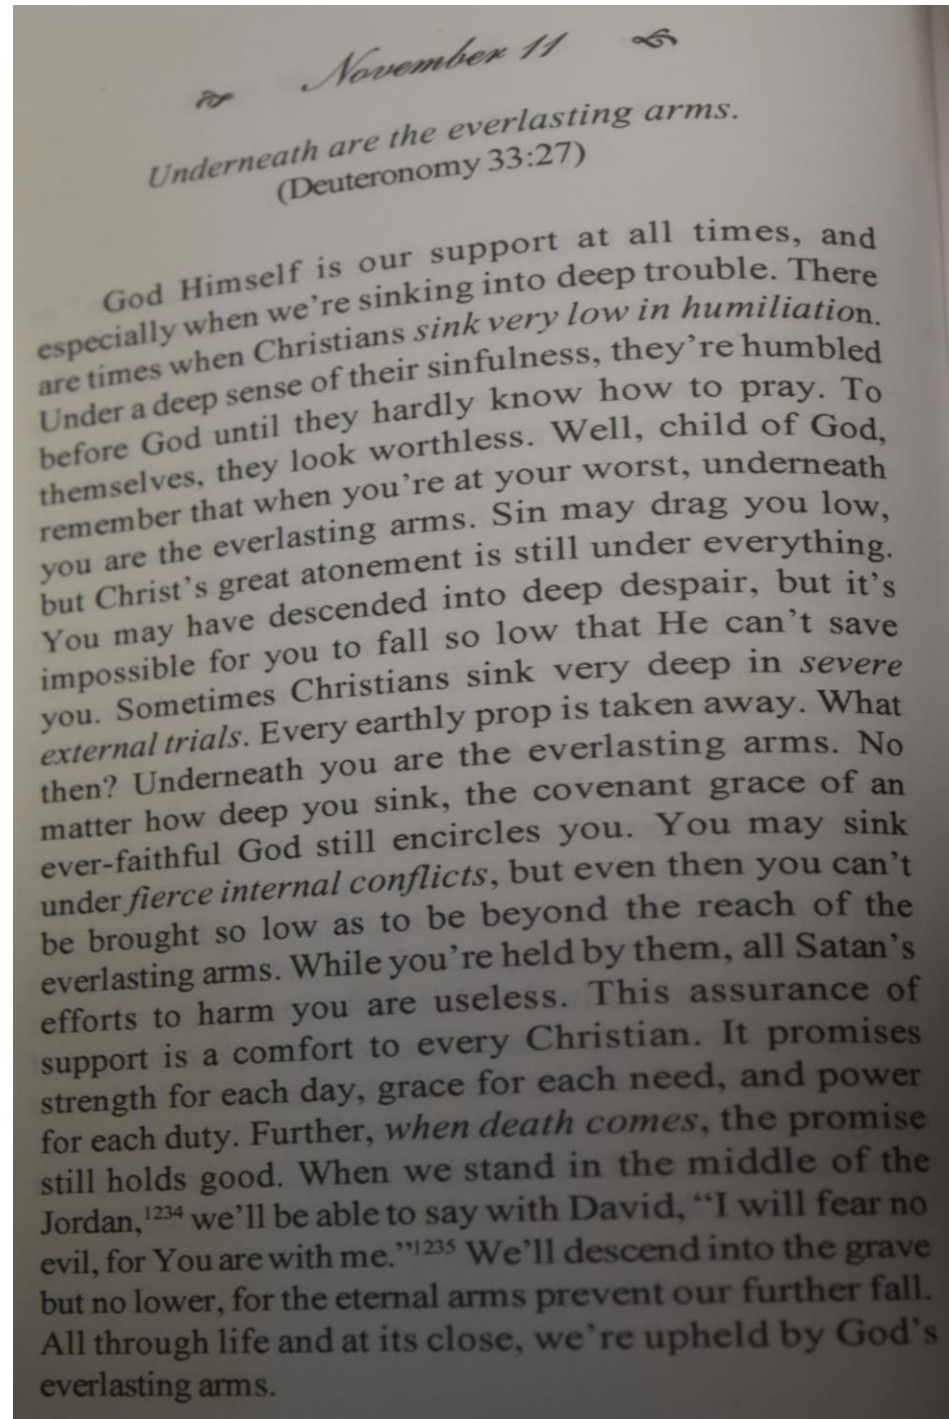 November 11
Underneath are the everlasting arms.
(Deuteronomy 33:27)
God Himself is our support at all times, and
especially when we're sinking into deep trouble. There
are times when Christians sink very low in humiliation.
Under a deep sense of their sinfulness, they're humbled
before God until they hardly know how to pray. To
themselves, they look worthless. Well, child of God,
remember that when you're at your worst, underneath
you are the everlasting arms. Sin may drag you low,
but Christ's great atonement is still under everything.
You may have descended into deep despair, but it's
impossible for you to fall so low that He can't save
you. Sometimes Christians sink very deep in severe
external trials. Every earthly prop is taken away. What
then? Underneath you are the everlasting arms. No
matter how deep you sink, the covenant grace of an
ever-faithful God still encircles you. You may sink
under fierce internal conflicts, but even then you can't
be brought so low as to be beyond the reach of the
everlasting arms. While you're held by them, all Satan's
efforts to harm you are useless. This assurance of
support is a comfort to every Christian. It promises
strength for each day, grace for each need, and power
for each duty. Further, when death comes, the promise
still holds good. When we stand in the middle of the
Jordan,1234 we'll be able to say with David, “I will fear no
evil, for You are with me.”1235 We'll descend into the grave
but no lower, for the eternal arms prevent our further fall.
All through life and at its close, we're upheld by God's
everlasting arms.